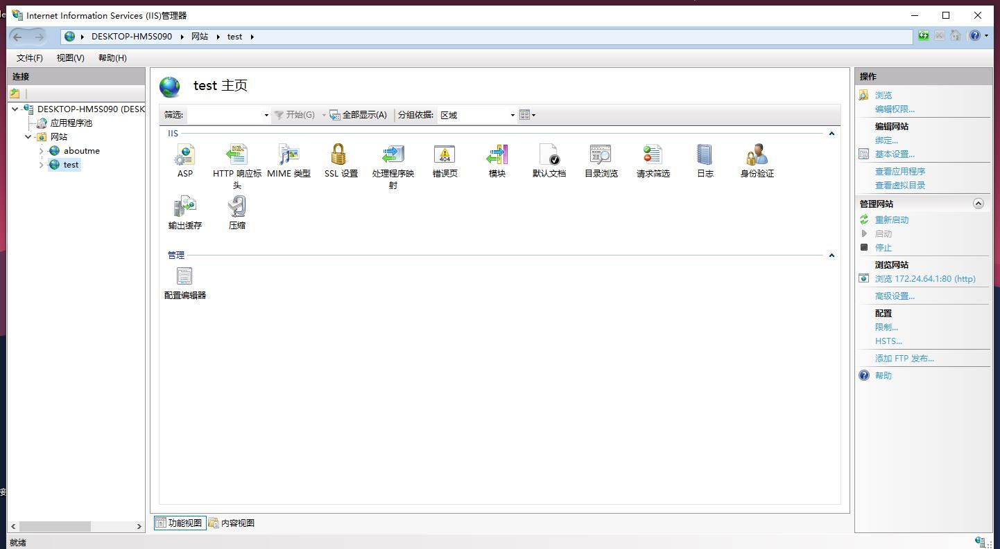 Internet Information Services (IIS)管理器
DESKTOP-HM5S090 网站 test
文件(F) 视图(V) 帮助(H)
连接
DESKTOP-HM5S090 (DESK
应用程序池
网站
aboutme
test
test 主页
筛选: 开始(G) 全部显示(A) 分组依据: 区域
IIS
ASP
HTTP 响应标头
MIME 类型
SSL 设置
处理程序映射
错误页
404
模块
默认文档
目录浏览
请求筛选
日志
身份验证
输出缓存
压缩
管理
配置编辑器
功能视图 内容视图
操作
浏览
编辑权限...
编辑网站
绑定...
基本设置...
查看应用程序
查看虚拟目录
管理网站
重新启动
启动
停止
浏览网站
浏览 172.24.64.1:80 (http)
高级设置...
配置
限制...
HSTS...
添加 FTP 发布...
帮助
就绪